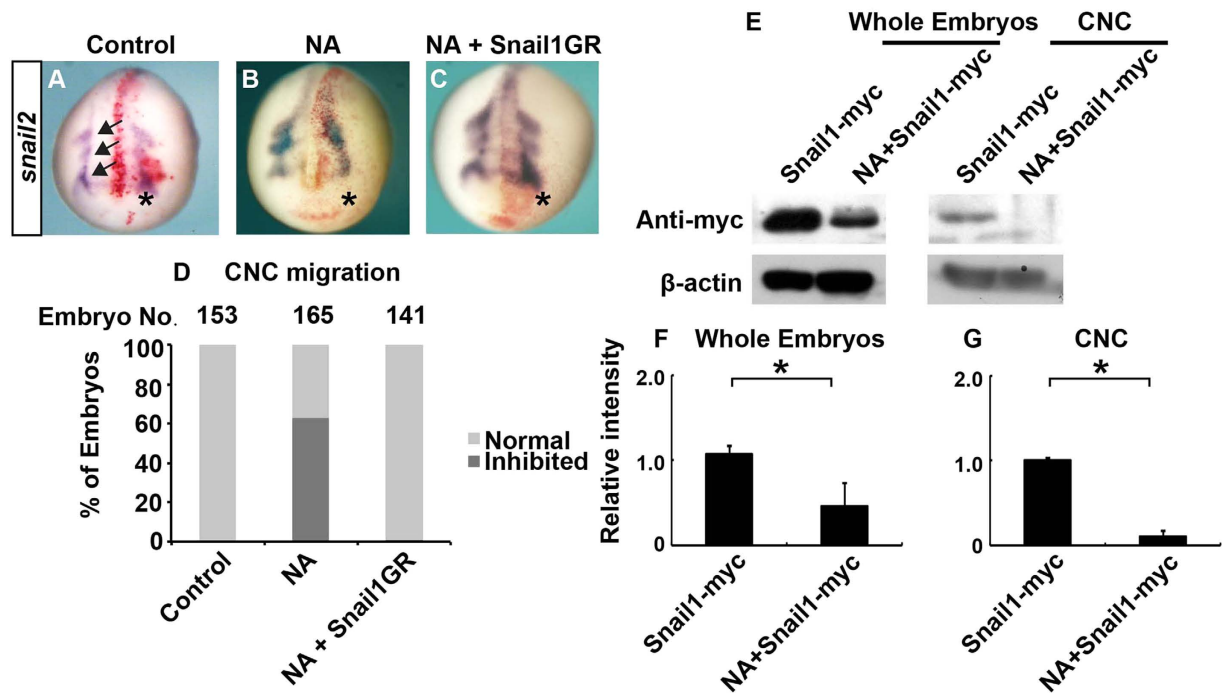 Control
NA
NA + Snail1GR
snail2
A
B
C
*
*
*
D CNC migration
Embryo No. 153 165 141
% of Embryos
100
80
60
40
20
0
Control
NA
NA + Snail1GR
Normal
Inhibited
E Whole Embryos CNC
Snail1-myc
NA+Snail1-myc
Snail1-myc
NA+Snail1-myc
Anti-myc
β-actin
F Whole Embryos
Relative intensity
2.0
1.0
0
*
Snail1-myc
NA+Snail1-myc
G CNC
2.0
1.0
0
*
Snail1-myc
NA+Snail1-myc